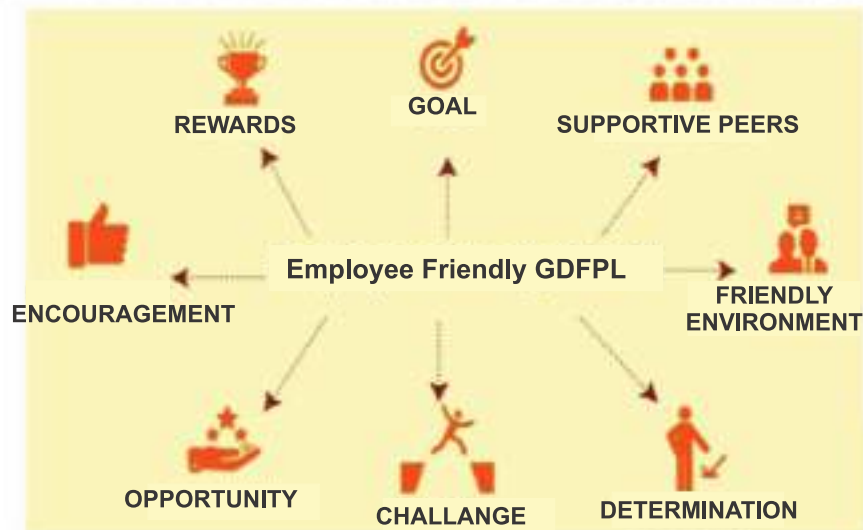 REWARDS
GOAL
SUPPORTIVE PEERS
Employee Friendly GDFPL
ENCOURAGEMENT
FRIENDLY
ENVIRONMENT
OPPORTUNITY
CHALLANGE
DETERMINATION